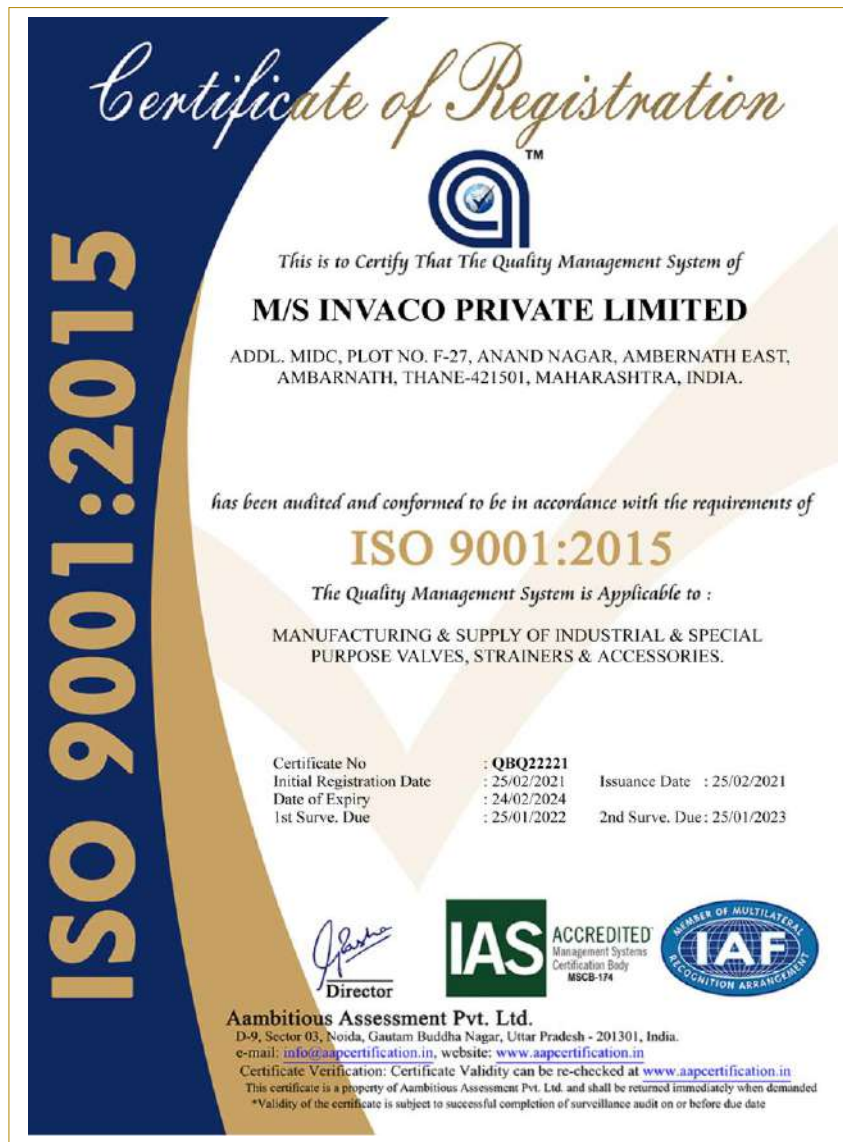 Certificate of Registration
TM
ISO 9001:2015
This is to Certify That The Quality Management System of
M/S INVACO PRIVATE LIMITED
ADDL. MIDC, PLOT NO. F-27, ANAND NAGAR, AMBERNATH EAST,
AMBARNATH, THANE-421501, MAHARASHTRA, INDIA.
has been audited and conformed to be in accordance with the requirements of
ISO 9001:2015
The Quality Management System is Applicable to :
MANUFACTURING & SUPPLY OF INDUSTRIAL & SPECIAL
PURPOSE VALVES, STRAINERS & ACCESSORIES.
Certificate No : QBQ22221
Initial Registration Date : 25/02/2021 Issuance Date : 25/02/2021
Date of Expiry : 24/02/2024
1st Surve. Due : 25/01/2022 2nd Surve. Due : 25/01/2023
Director
IAS ACCREDITED
Management Systems
Certification Body
MSCB-174
MEMBER OF MULTILATERAL
IAF
RECOGNITION ARRANGEMENT
Aambitious Assessment Pvt. Ltd.
D-9, Sector 03, Noida, Gautam Buddha Nagar, Uttar Pradesh - 201301, India.
e-mail: info@aapcertification.in, website: www.aapcertification.in
Certificate Verification: Certificate Validity can be re-checked at www.aapcertification.in
This certificate is a property of Aambitious Assessment Pvt. Ltd. and shall be returned immediately when demanded
*Validity of the certificate is subject to successful completion of surveillance audit on or before due date